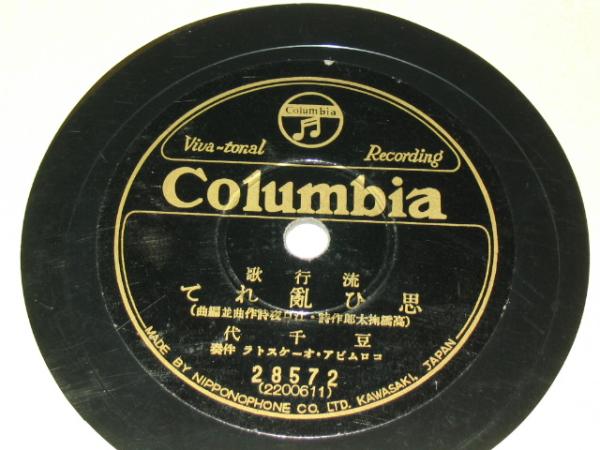 Columbia
Viva-tonal Recording
Columbia
流行歌
思ひ亂れて
(高橋掬太郎作詩・江口夜詩作曲並編曲)
豆千代
コロムビア・オーケストラ 伴奏
28572
(2200611)
MADE BY NIPPONOPHONE CO. LTD. KAWASAKI, JAPAN